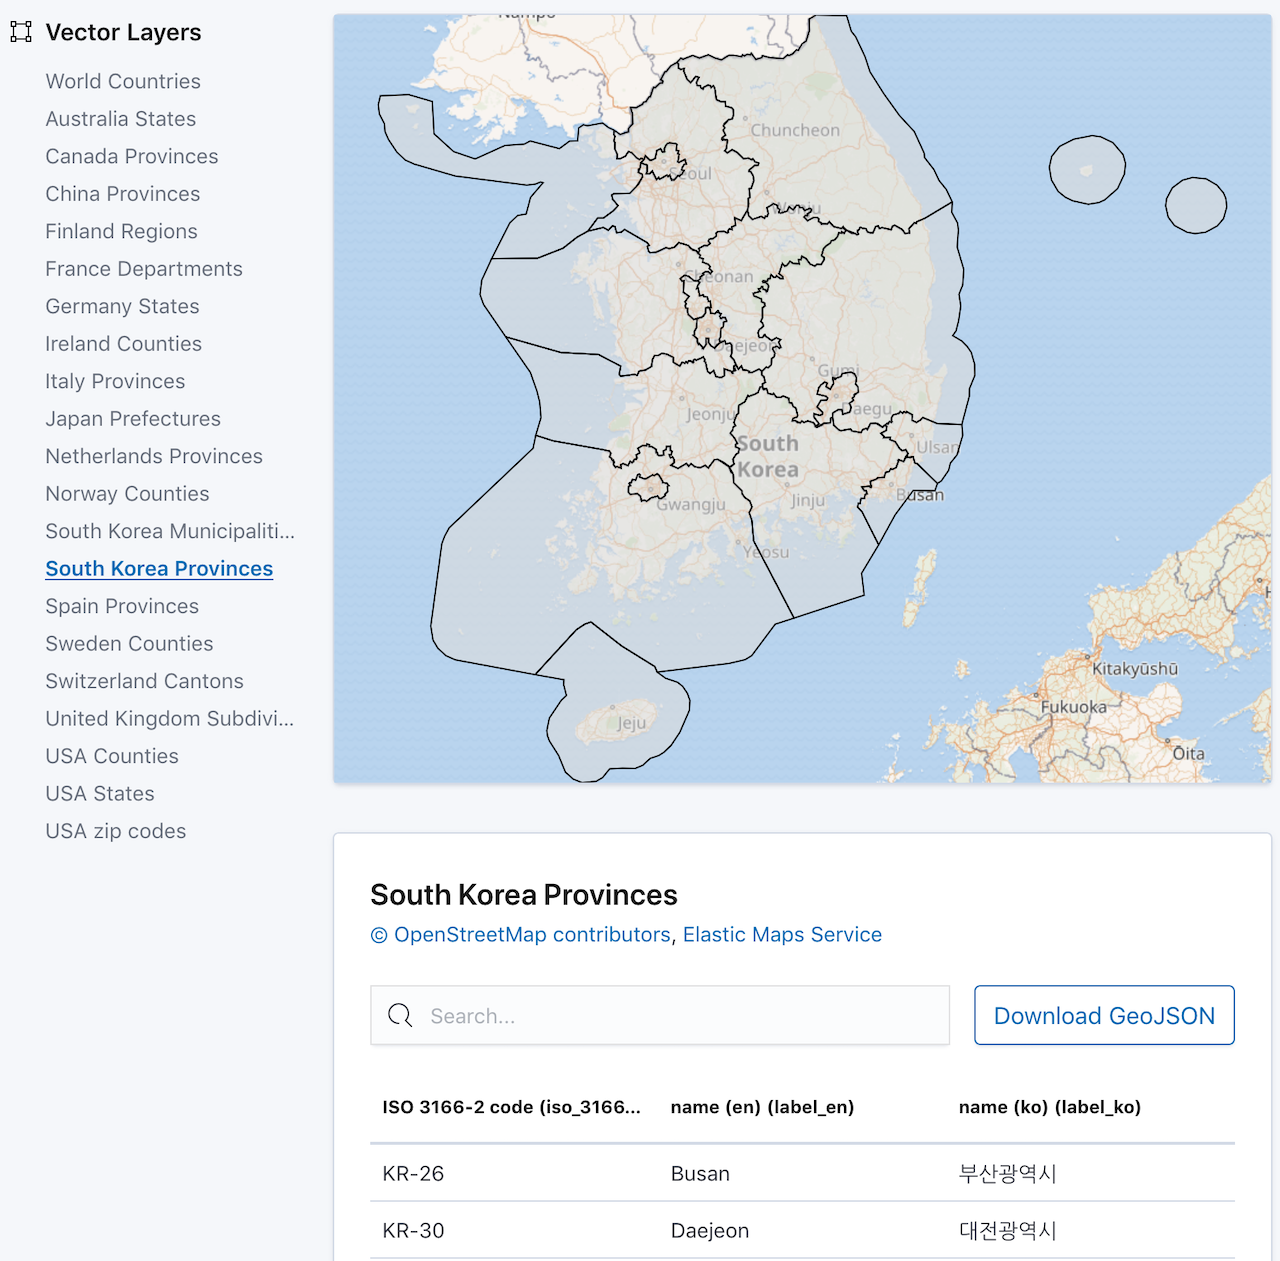 Vector Layers
World Countries
Australia States
Canada Provinces
China Provinces
Finland Regions
France Departments
Germany States
Ireland Counties
Italy Provinces
Japan Prefectures
Netherlands Provinces
Norway Counties
South Korea Municipaliti...
South Korea Provinces
Spain Provinces
Sweden Counties
Switzerland Cantons
United Kingdom Subdivi...
USA Counties
USA States
USA zip codes
Nampo
Chuncheon
Seoul
Wonju
Cheonan
Daejeon
Gumi
Daegu
Jeonju
South
Korea
Ulsan
Busan
Jinju
Gwangju
Yeosu
Jeju
Kitakyūshū
Fukuoka
Ōita
South Korea Provinces
© OpenStreetMap contributors, Elastic Maps Service
Search...
Download GeoJSON
ISO 3166-2 code (iso_3166... name (en) (label_en) name (ko) (label_ko)
KR-26 Busan 부산광역시
KR-30 Daejeon 대전광역시